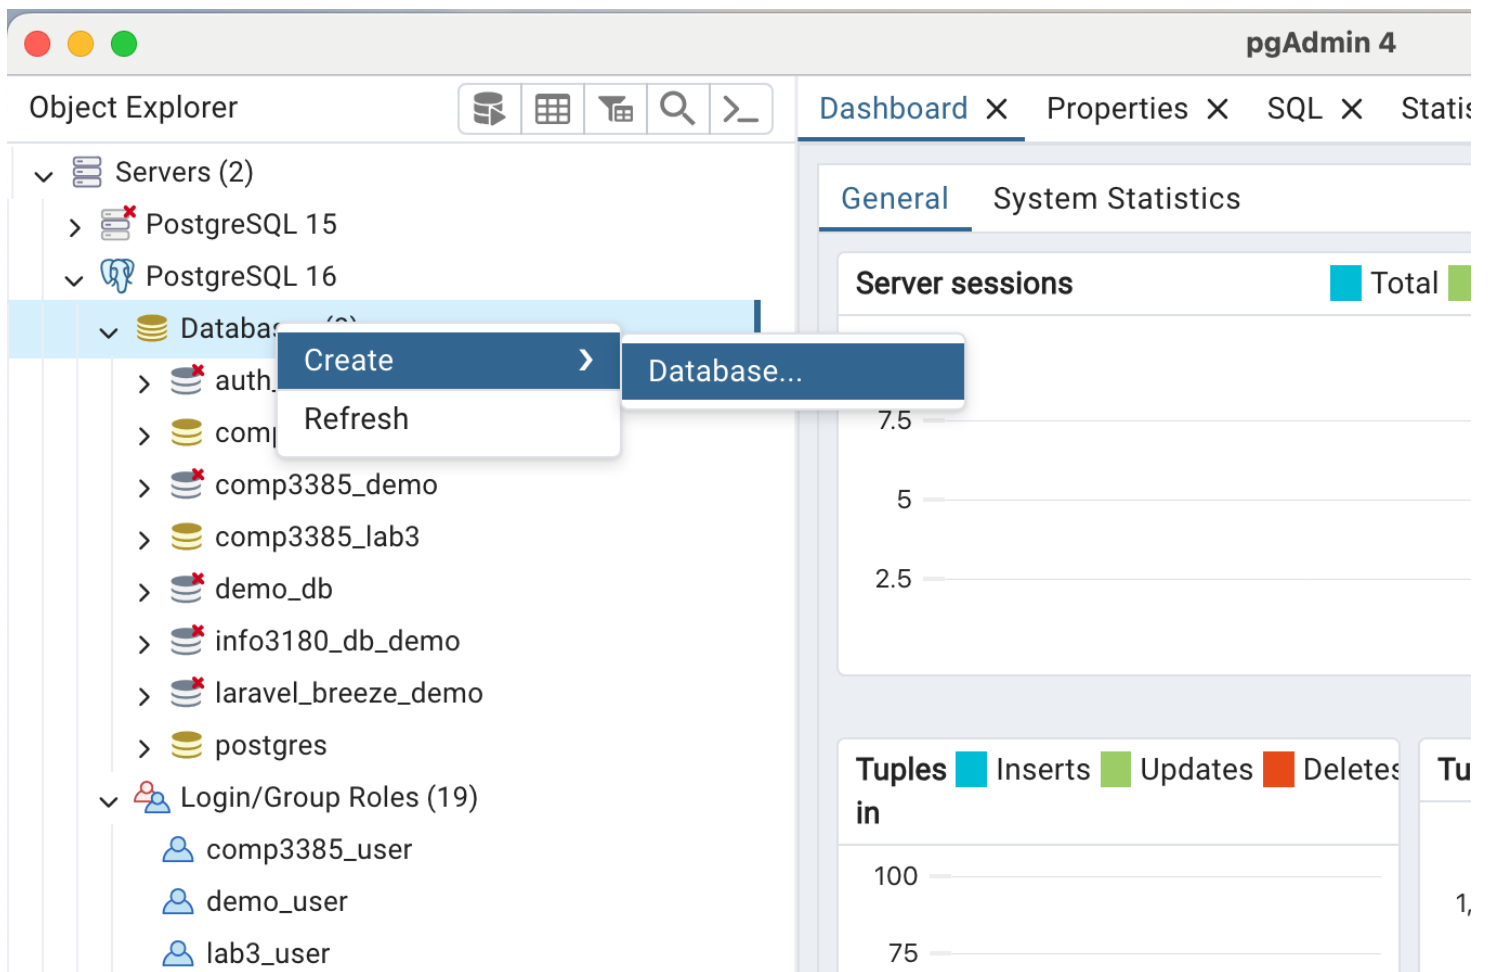 pgAdmin 4
Object Explorer
Dashboard Properties SQL
Servers (2)
PostgreSQL 15
PostgreSQL 16
Create
Refresh
Database...
comp3385_demo
comp3385_lab3
demo_db
info3180_db_demo
laravel_breeze_demo
postgres
Login/Group Roles (19)
comp3385_user
demo_user
lab3_user
General System Statistics
Server sessions Total
7.5
5
2.5
Tuples in Inserts Updates Deletes
100
75